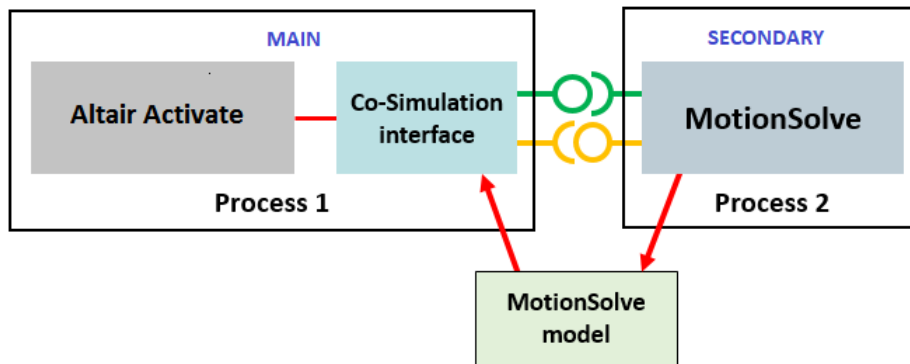 MAIN
SECONDARY
Altair Activate
Co-Simulation
interface
MotionSolve
Process 1
Process 2
MotionSolve
model